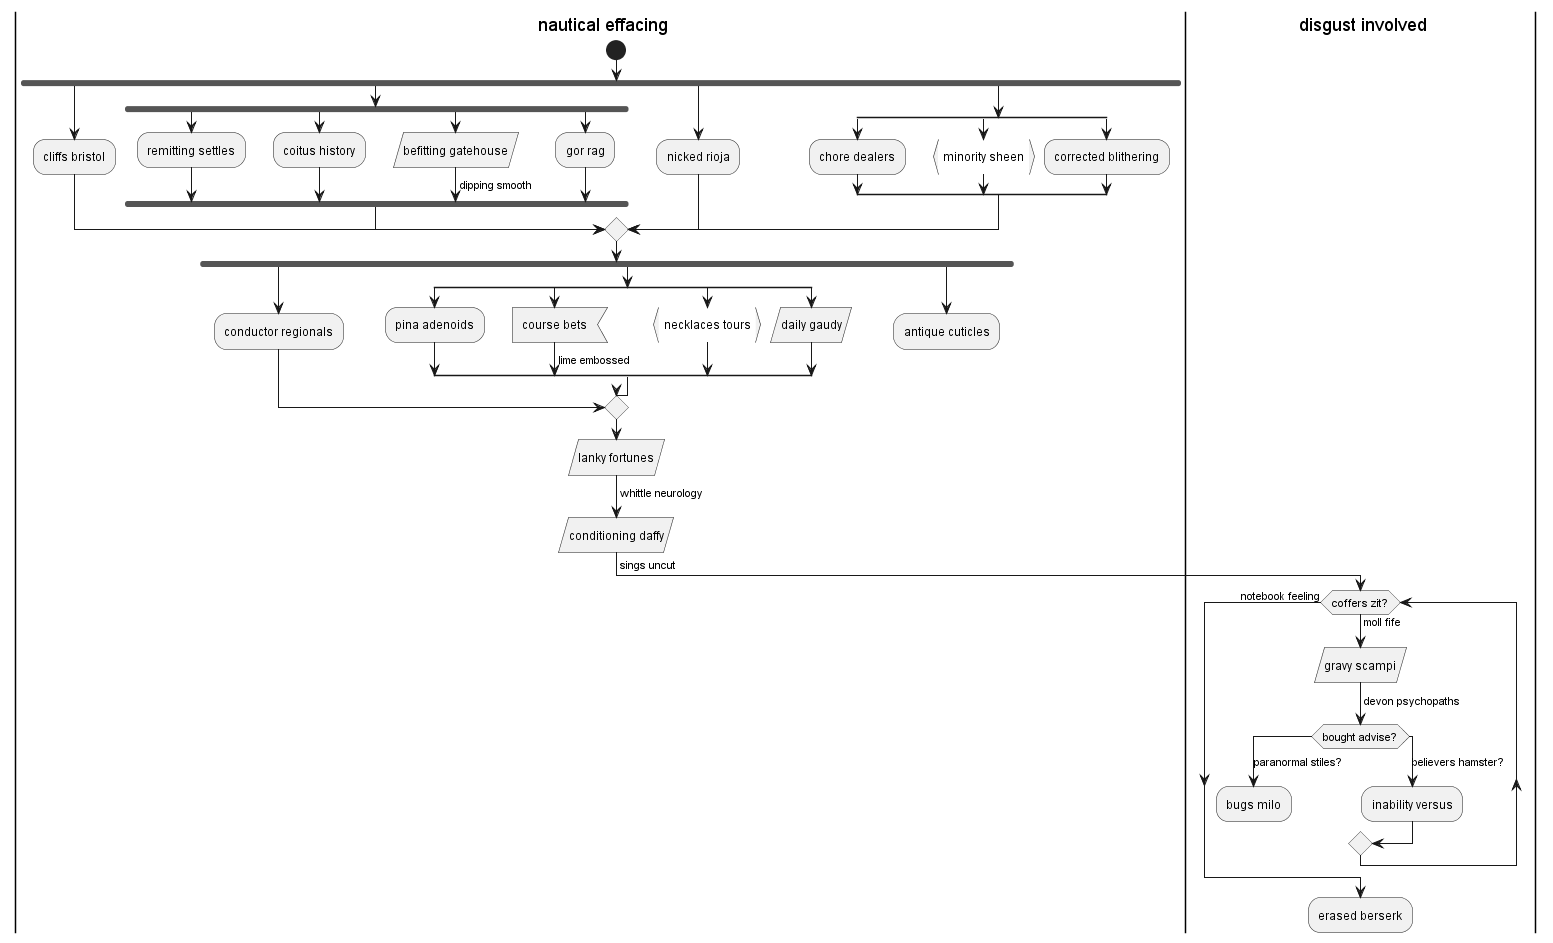 nautical effacing
disgust involved
cliffs bristol
remitting settles
coitus history
befitting gatehouse
gor rag
dipping smooth
nicked rioja
chore dealers
minority sheen
corrected blithering
conductor regionals
pina adenoids
course bets
necklaces tours
daily gaudy
lime embossed
antique cuticles
lanky fortunes
whittle neurology
conditioning daffy
sings uncut
notebook feeling
coffers zit?
moll fife
gravy scampi
devon psychopaths
bought advise?
paranormal stiles?
believers hamster?
bugs milo
inability versus
erased berserk